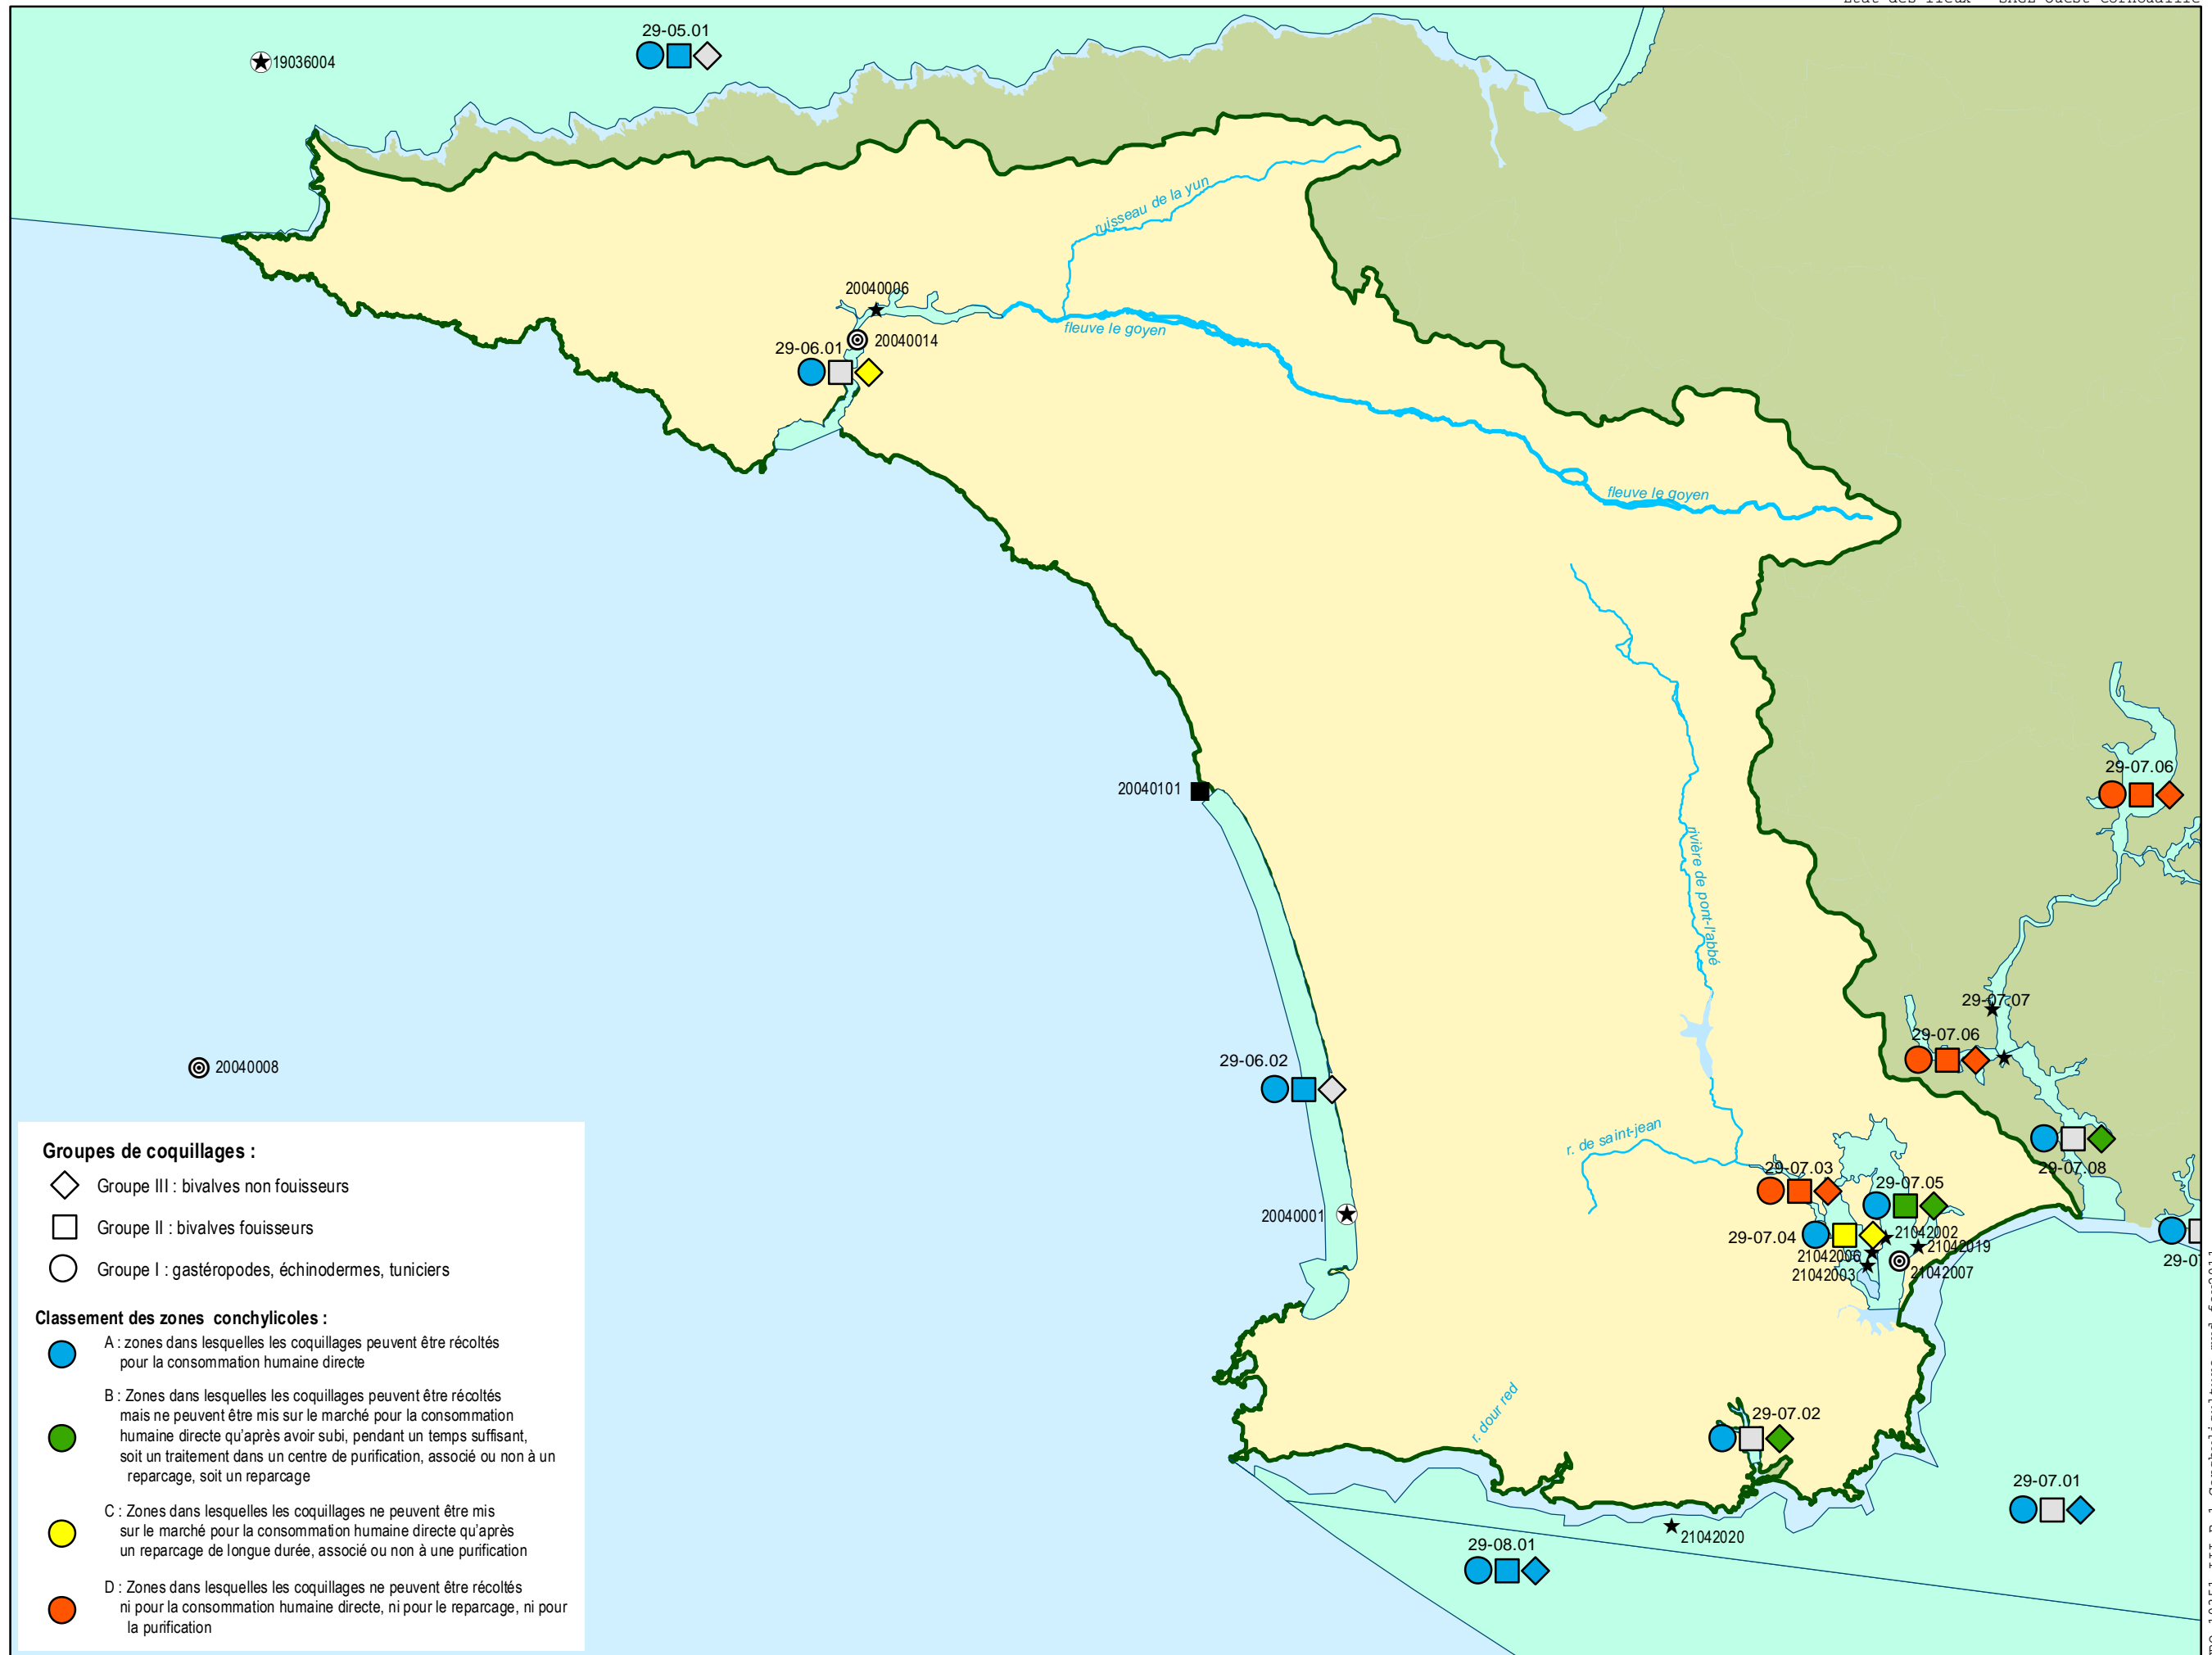 29-05.01
19036004
ruisseau de la yun
20040006
fleuve le goyen
20040014
29-06.01
fleuve le goyen
29-07.06
20040101
rivière de pont-l'abbé
29-07.07
29-07.06
29-06.02
20040008
r. de saint-jean
29-07.03
29-07.08
29-07.05
20040001
29-07.04
21042002
21042019
21042006
21042003
21042007
29-07
r. dour red
29-07.02
29-07.01
21042020
29-08.01
Groupes de coquillages :
Groupe III : bivalves non fouisseurs
Groupe II : bivalves fouisseurs
Groupe I : gastéropodes, échinodermes, tuniciers
Classement des zones conchylicoles :
A : zones dans lesquelles les coquillages peuvent être récoltés
pour la consommation humaine directe
B : Zones dans lesquelles les coquillages peuvent être récoltés
mais ne peuvent être mis sur le marché pour la consommation
humaine directe qu'après avoir subi, pendant un temps suffisant,
soit un traitement dans un centre de purification, associé ou non à un
reparcage, soit un reparcage
C : Zones dans lesquelles les coquillages ne peuvent être mis
sur le marché pour la consommation humaine directe qu'après
un reparcage de longue durée, associé ou non à une purification
D : Zones dans lesquelles les coquillages ne peuvent être récoltés
ni pour la consommation humaine directe, ni pour le reparcage, ni pour
la purification